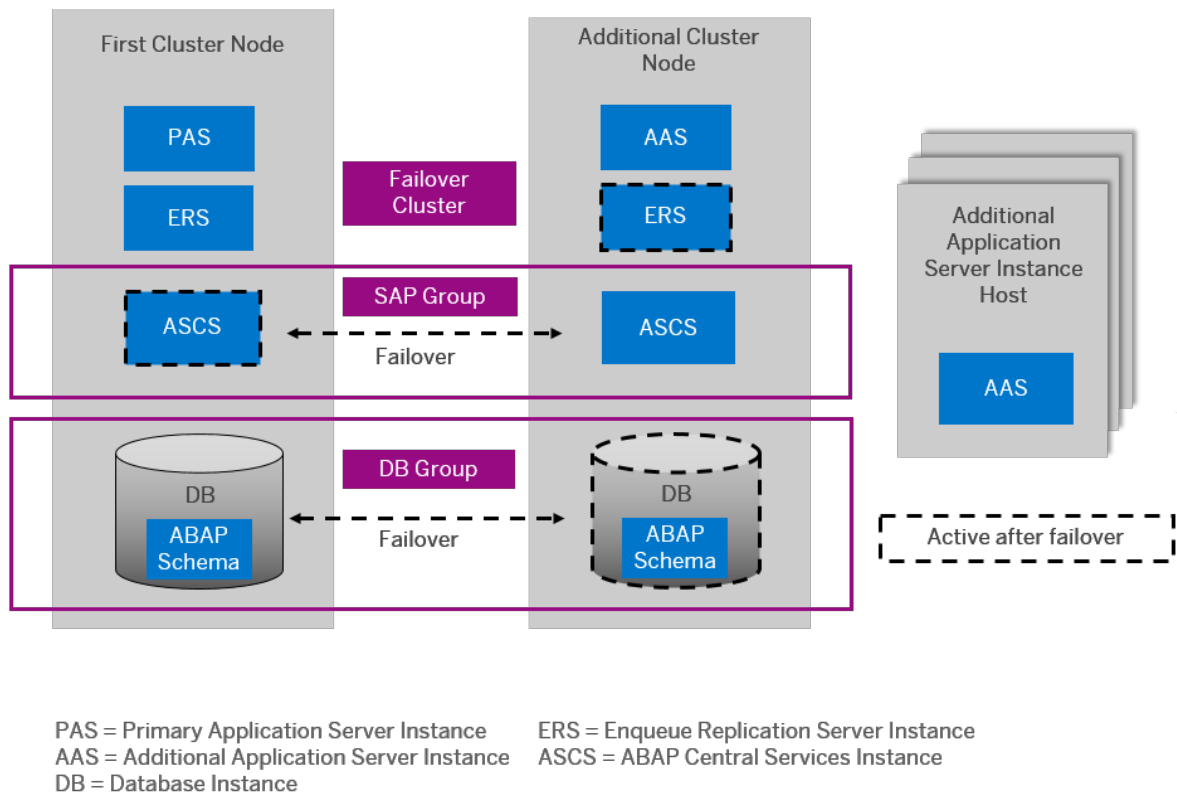 First Cluster Node
Additional Cluster
Node
PAS
AAS
Failover
Cluster
ERS
ERS
Additional
Application
Server Instance
Host
AAS
SAP Group
ASCS
ASCS
Failover
DB Group
DB
ABAP
Schema
DB
ABAP
Schema
Failover
Active after failover
PAS = Primary Application Server Instance
AAS = Additional Application Server Instance
DB = Database Instance
ERS = Enqueue Replication Server Instance
ASCS = ABAP Central Services Instance